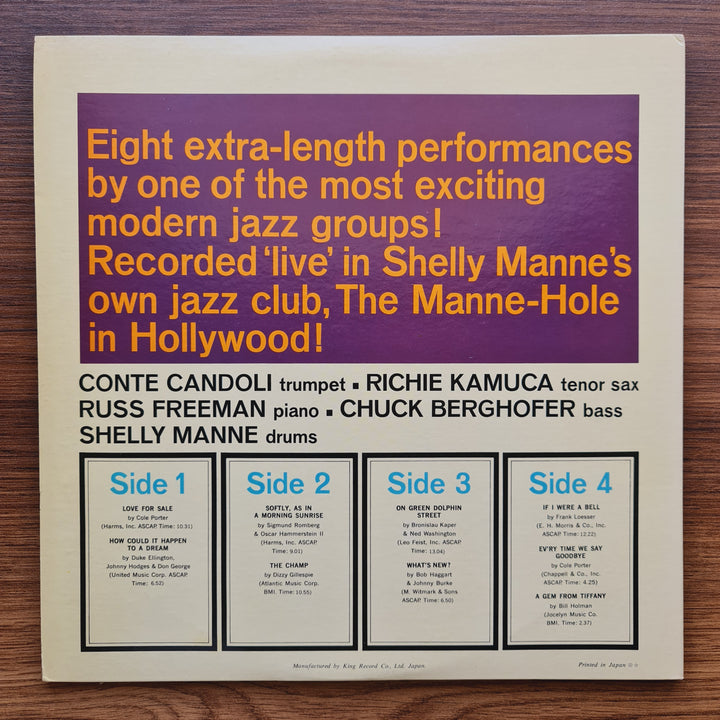 Eight extra-length performances
by one of the most exciting
modern jazz groups!
Recorded 'live' in Shelly Manne's
own jazz club, The Manne-Hole
in Hollywood!
CONTE CANDOLI trumpet ▪ RICHIE KAMUCA tenor sax
RUSS FREEMAN piano ▪ CHUCK BERGHOFER bass
SHELLY MANNE drums
Side 1
LOVE FOR SALE
by Cole Porter
(Harms, Inc. ASCAP. Time: 10.31)
HOW COULD IT HAPPEN
TO A DREAM
by Duke Ellington,
Johnny Hodges & Don George
(United Music Corp. ASCAP.
Time: 6.52)
Side 2
SOFTLY, AS IN
A MORNING SUNRISE
by Sigmund Romberg
& Oscar Hammerstein II
(Harms, Inc. ASCAP.
Time: 9.01)
THE CHAMP
by Dizzy Gillespie
(Atlantic Music Corp.
BMI. Time: 10.55)
Side 3
ON GREEN DOLPHIN
STREET
by Bronislau Kaper
& Ned Washington
(Leo Feist, Inc. ASCAP.
Time: 13.04)
WHAT'S NEW?
by Bob Haggart
& Johnny Burke
(M. Witmark & Sons
ASCAP. Time: 6.50)
Side 4
IF I WERE A BELL
by Frank Loesser
(E. H. Morris & Co., Inc.
ASCAP. Time: 12.22)
EV'RY TIME WE SAY
GOODBYE
by Cole Porter
(Chappell & Co., Inc.
ASCAP. Time: 4.25)
A GEM FROM TIFFANY
by Bill Holman
(Jocelyn Music Co.
BMI. Time: 2.37)
Manufactured by King Record Co., Ltd. Japan.
Printed in Japan